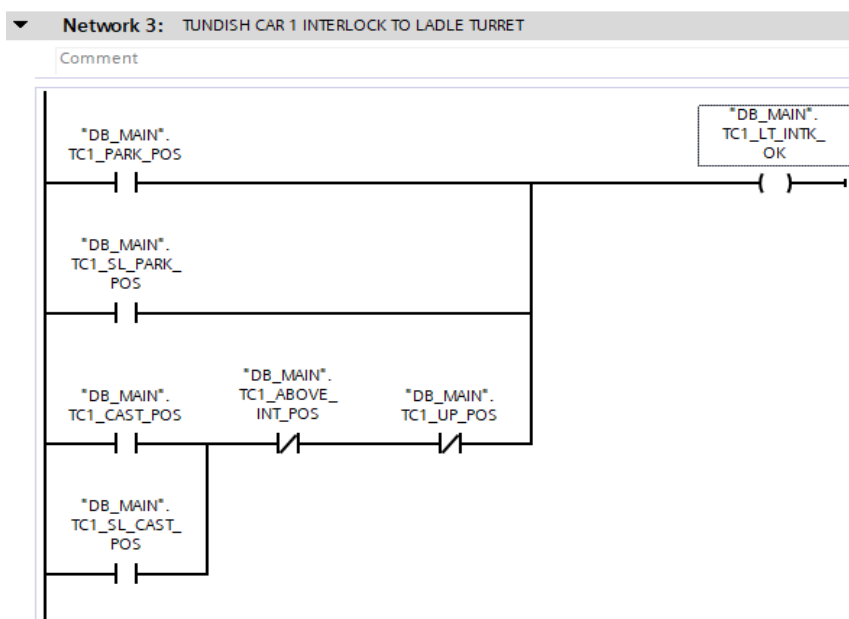 Network 3: TUNDISH CAR 1 INTERLOCK TO LADLE TURRET
Comment
"DB_MAIN".
TC1_PARK_POS
"DB_MAIN".
TC1_LT_INTK_
OK
"DB_MAIN".
TC1_SL_PARK_
POS
"DB_MAIN".
TC1_CAST_POS
"DB_MAIN".
TC1_ABOVE_
INT_POS
"DB_MAIN".
TC1_UP_POS
"DB_MAIN".
TC1_SL_CAST_
POS